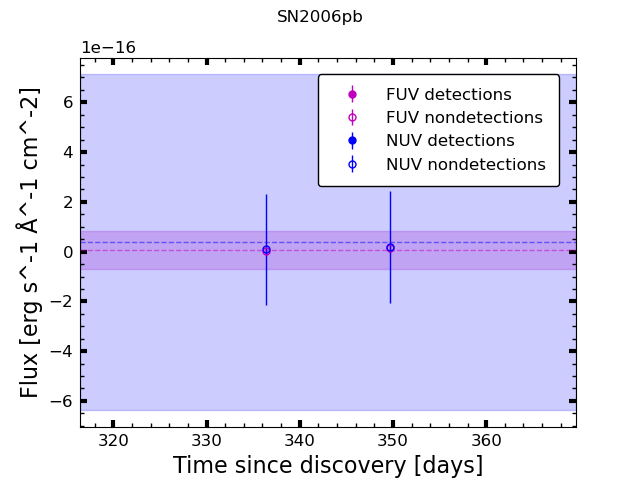 SN2006pb
1e−16
FUV detections
FUV nondetections
NUV detections
NUV nondetections
6
4
2
0
−2
−4
−6
320
330
340
350
360
Flux [erg s^-1 Å^-1 cm^-2]
Time since discovery [days]